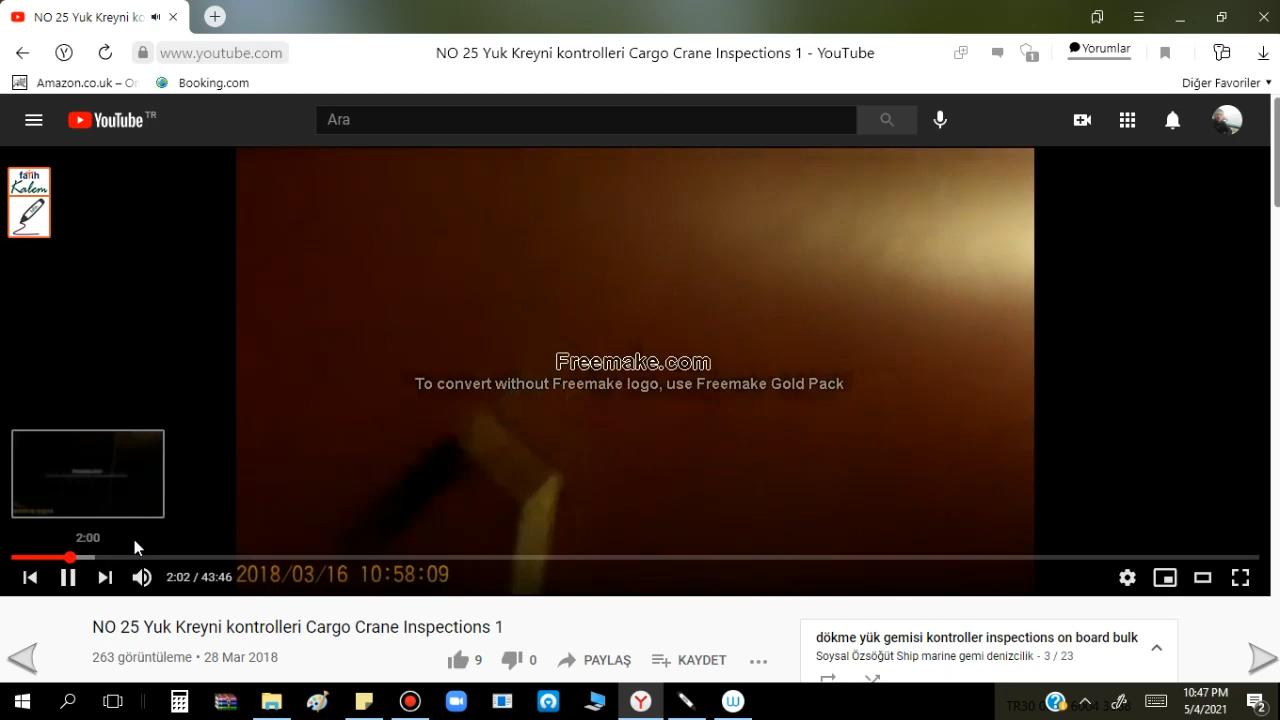 NO 25 Yuk Kreyni ko
www.youtube.com
NO 25 Yuk Kreyni kontrolleri Cargo Crane Inspections 1 - YouTube
1
Yorumlar
Amazon.co.uk – O
Booking.com
Diğer Favoriler
YouTube TR
Ara
fatih
Kalem
Freemake.com
To convert without Freemake logo, use Freemake Gold Pack
2:00
2:02 / 43:46
2018/03/16 10:58:09
NO 25 Yuk Kreyni kontrolleri Cargo Crane Inspections 1
263 görüntüleme • 28 Mar 2018
9
0
PAYLAŞ
KAYDET
dökme yük gemisi kontroller inspections on board bulk
Soysal Özsöğüt Ship marine gemi denizcilik - 3 / 23
10:47 PM
5/4/2021
2